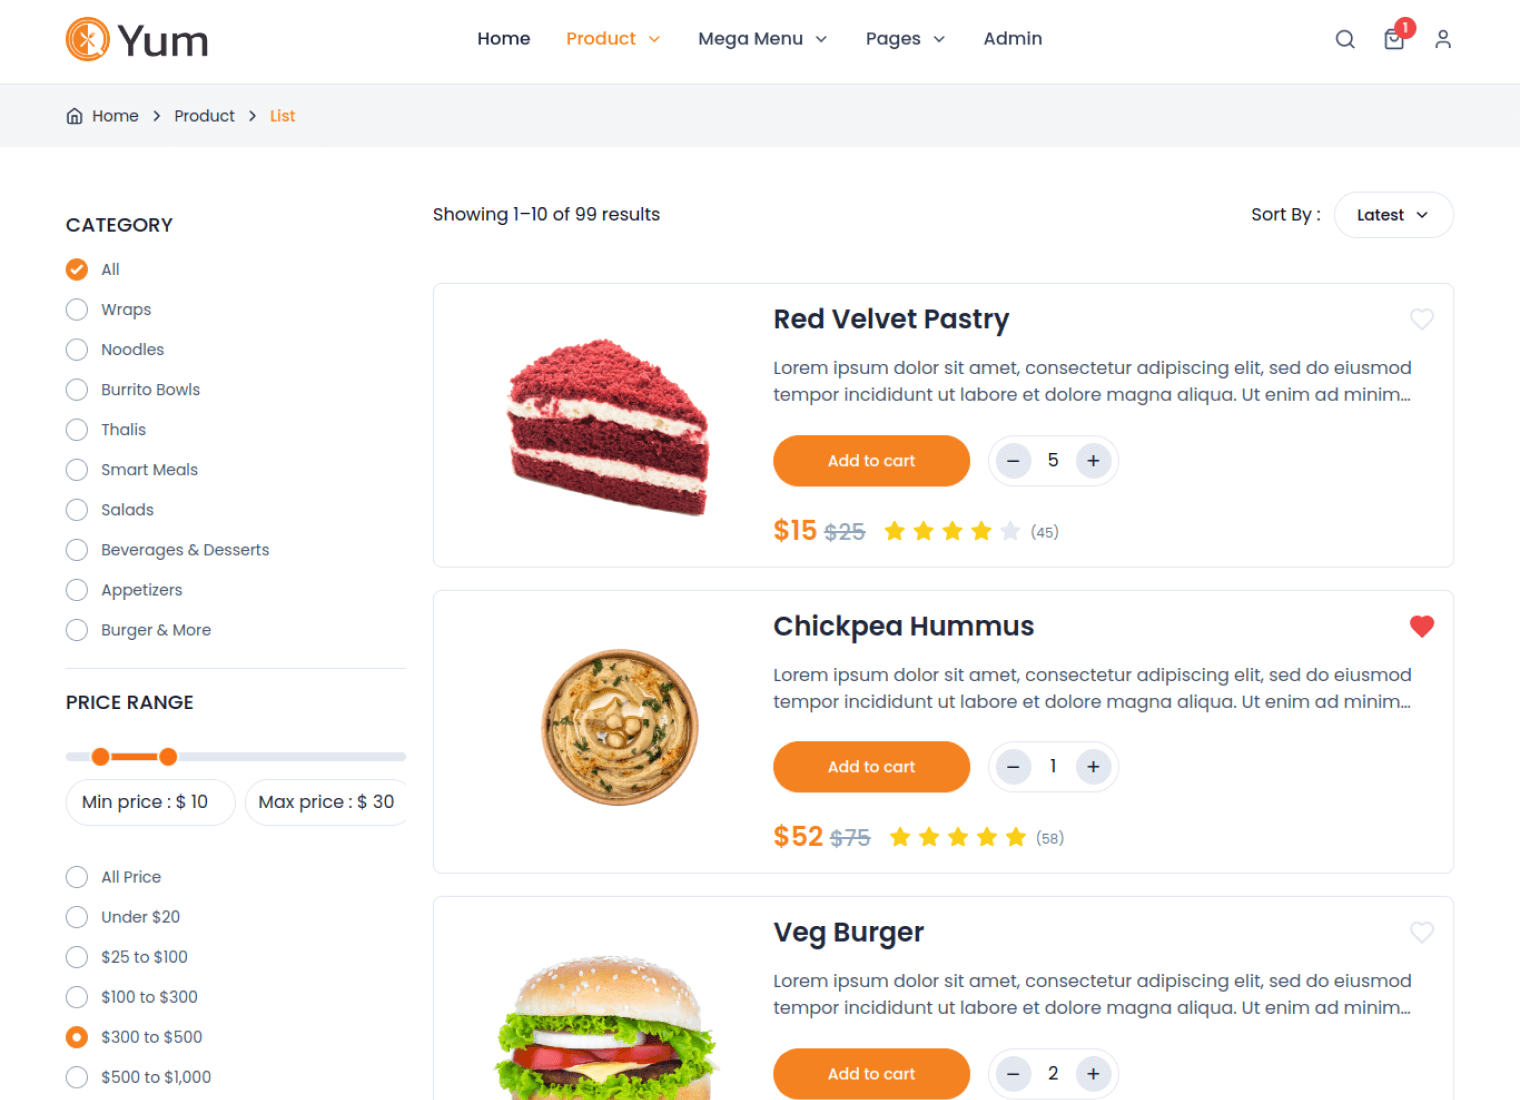 Yum
Home Product Mega Menu Pages Admin
1
Home Product List
CATEGORY
All
Wraps
Noodles
Burrito Bowls
Thalis
Smart Meals
Salads
Beverages & Desserts
Appetizers
Burger & More
PRICE RANGE
Min price : $ 10
Max price : $ 30
All Price
Under $20
$25 to $100
$100 to $300
$300 to $500
$500 to $1,000
Showing 1–10 of 99 results
Sort By : Latest
Red Velvet Pastry
Lorem ipsum dolor sit amet, consectetur adipiscing elit, sed do eiusmod
tempor incididunt ut labore et dolore magna aliqua. Ut enim ad minim...
Add to cart − 5 +
$15 $25 (45)
Chickpea Hummus
Lorem ipsum dolor sit amet, consectetur adipiscing elit, sed do eiusmod
tempor incididunt ut labore et dolore magna aliqua. Ut enim ad minim...
Add to cart − 1 +
$52 $75 (58)
Veg Burger
Lorem ipsum dolor sit amet, consectetur adipiscing elit, sed do eiusmod
tempor incididunt ut labore et dolore magna aliqua. Ut enim ad minim...
Add to cart − 2 +